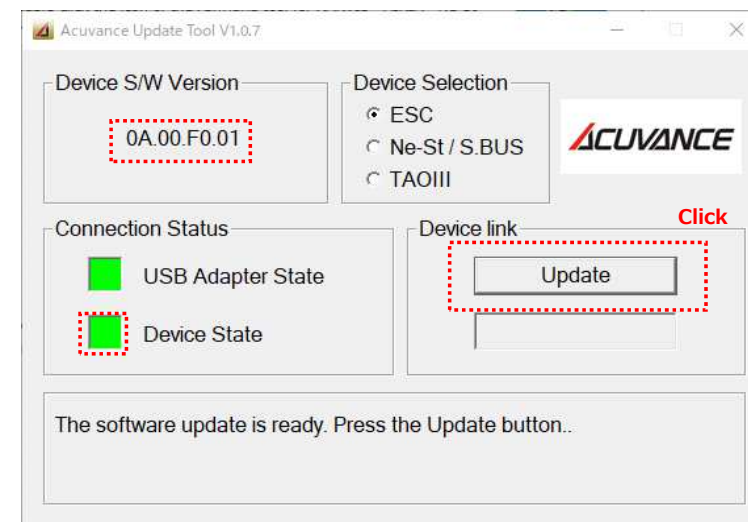 Acuvance Update Tool V1.0.7
Device S/W Version
0A.00.F0.01
Device Selection
ESC
Ne-St / S.BUS
TAOIII
ACUVANCE
Connection Status
USB Adapter State
Device State
Device link
Click
Update
The software update is ready. Press the Update button..